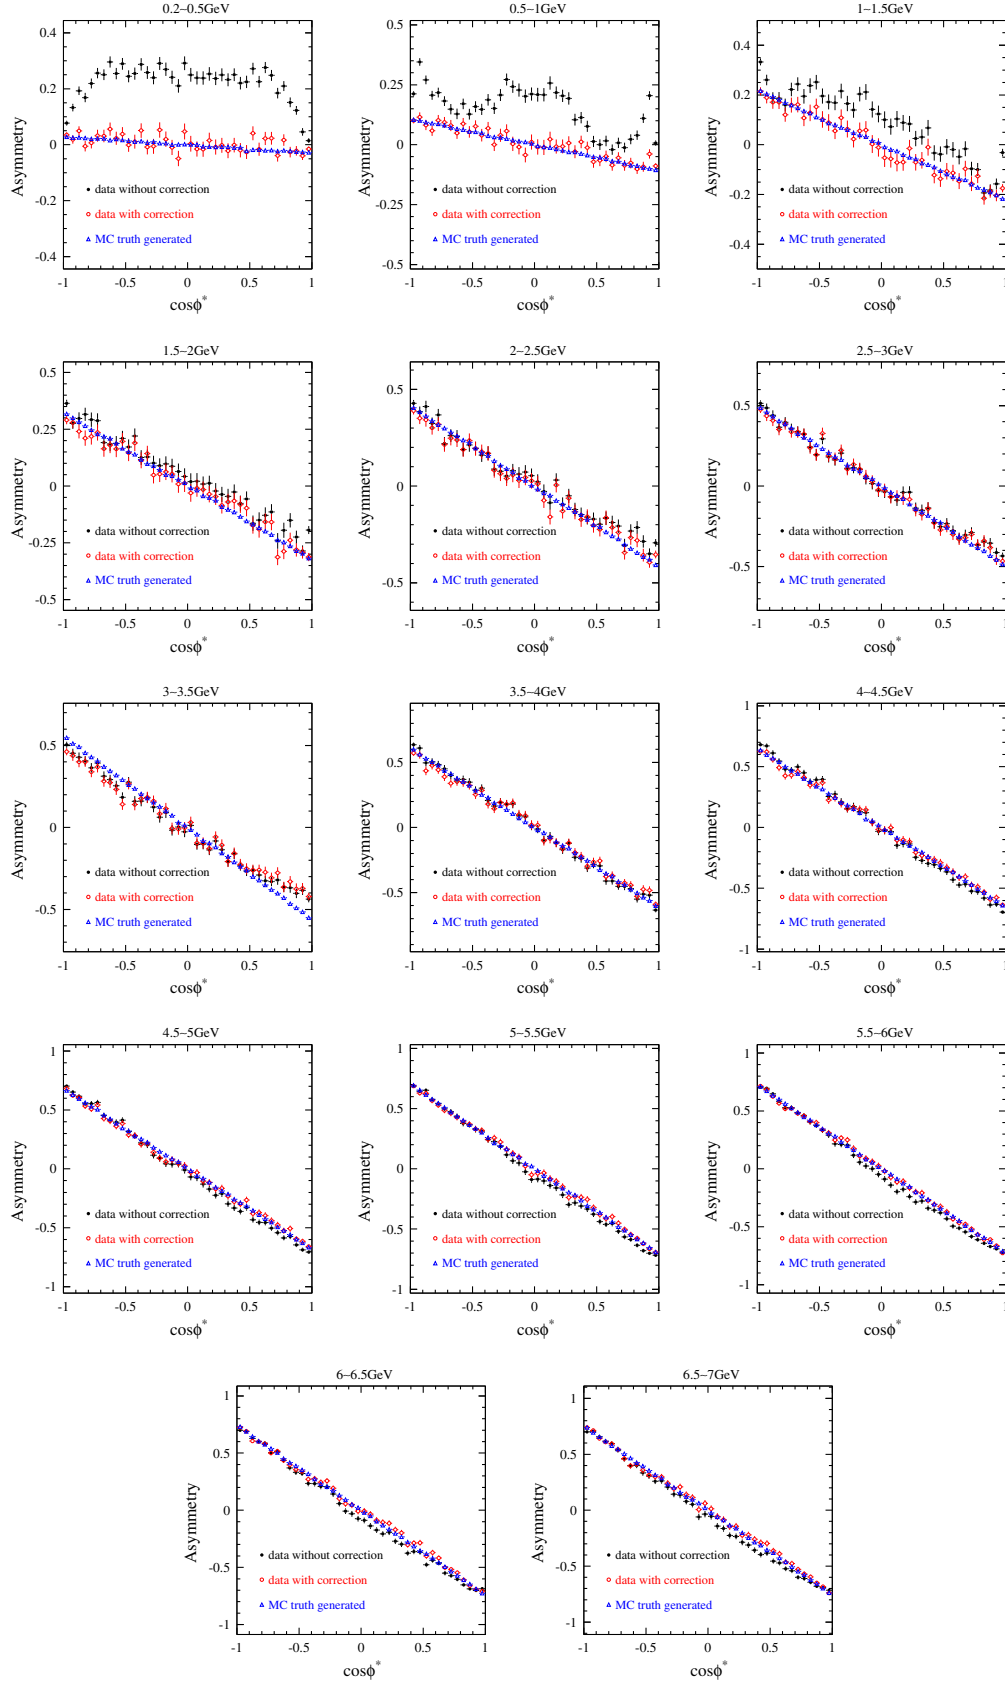 0.2−0.5GeV
Asymmetry
0.4
0.2
0
-0.2
-0.4
data without correction
data with correction
MC truth generated
-1 -0.5 0 0.5 1
cosϕ*
0.5−1GeV
Asymmetry
0.5
0.25
0
-0.25
-0.5
data without correction
data with correction
MC truth generated
-1 -0.5 0 0.5 1
cosϕ*
1−1.5GeV
Asymmetry
0.4
0.2
0
-0.2
-0.4
data without correction
data with correction
MC truth generated
-1 -0.5 0 0.5 1
cosϕ*
1.5−2GeV
Asymmetry
0.5
0.25
0
-0.25
-0.5
data without correction
data with correction
MC truth generated
-1 -0.5 0 0.5 1
cosϕ*
2−2.5GeV
Asymmetry
0.5
0
-0.5
data without correction
data with correction
MC truth generated
-1 -0.5 0 0.5 1
cosϕ*
2.5−3GeV
Asymmetry
0.5
0
-0.5
data without correction
data with correction
MC truth generated
-1 -0.5 0 0.5 1
cosϕ*
3−3.5GeV
Asymmetry
0.5
0
-0.5
data without correction
data with correction
MC truth generated
-1 -0.5 0 0.5 1
cosϕ*
3.5−4GeV
Asymmetry
0.5
0
-0.5
data without correction
data with correction
MC truth generated
-1 -0.5 0 0.5 1
cosϕ*
4−4.5GeV
Asymmetry
1
0.5
0
-0.5
-1
data without correction
data with correction
MC truth generated
-1 -0.5 0 0.5 1
cosϕ*
4.5−5GeV
Asymmetry
1
0.5
0
-0.5
-1
data without correction
data with correction
MC truth generated
-1 -0.5 0 0.5 1
cosϕ*
5−5.5GeV
Asymmetry
1
0.5
0
-0.5
-1
data without correction
data with correction
MC truth generated
-1 -0.5 0 0.5 1
cosϕ*
5.5−6GeV
Asymmetry
1
0.5
0
-0.5
-1
data without correction
data with correction
MC truth generated
-1 -0.5 0 0.5 1
cosϕ*
6−6.5GeV
Asymmetry
1
0.5
0
-0.5
-1
data without correction
data with correction
MC truth generated
-1 -0.5 0 0.5 1
cosϕ*
6.5−7GeV
Asymmetry
1
0.5
0
-0.5
-1
data without correction
data with correction
MC truth generated
-1 -0.5 0 0.5 1
cosϕ*